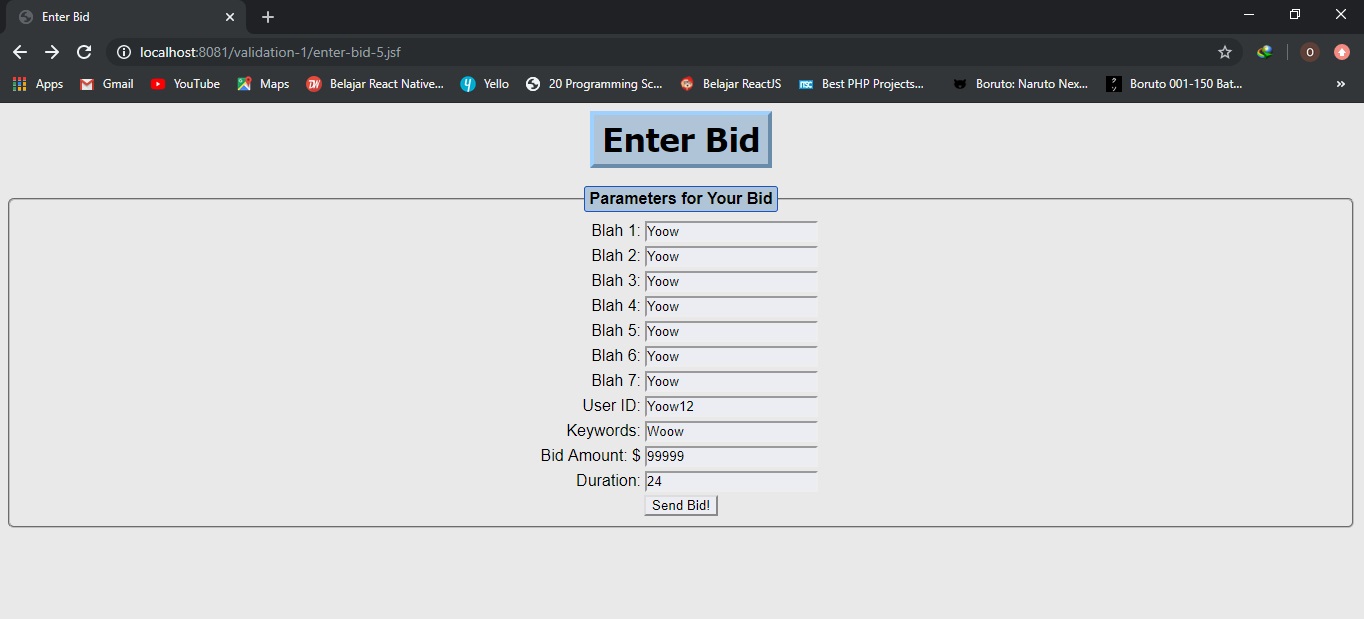 Enter Bid
localhost:8081/validation-1/enter-bid-5.jsf
O
Apps Gmail YouTube Maps Belajar React Native... Yello 20 Programming Sc... Belajar ReactJS Best PHP Projects... Boruto: Naruto Nex... Boruto 001-150 Bat... »
Enter Bid
Parameters for Your Bid
Blah 1: Yoow
Blah 2: Yoow
Blah 3: Yoow
Blah 4: Yoow
Blah 5: Yoow
Blah 6: Yoow
Blah 7: Yoow
User ID: Yoow12
Keywords: Woow
Bid Amount: $ 99999
Duration: 24
Send Bid!